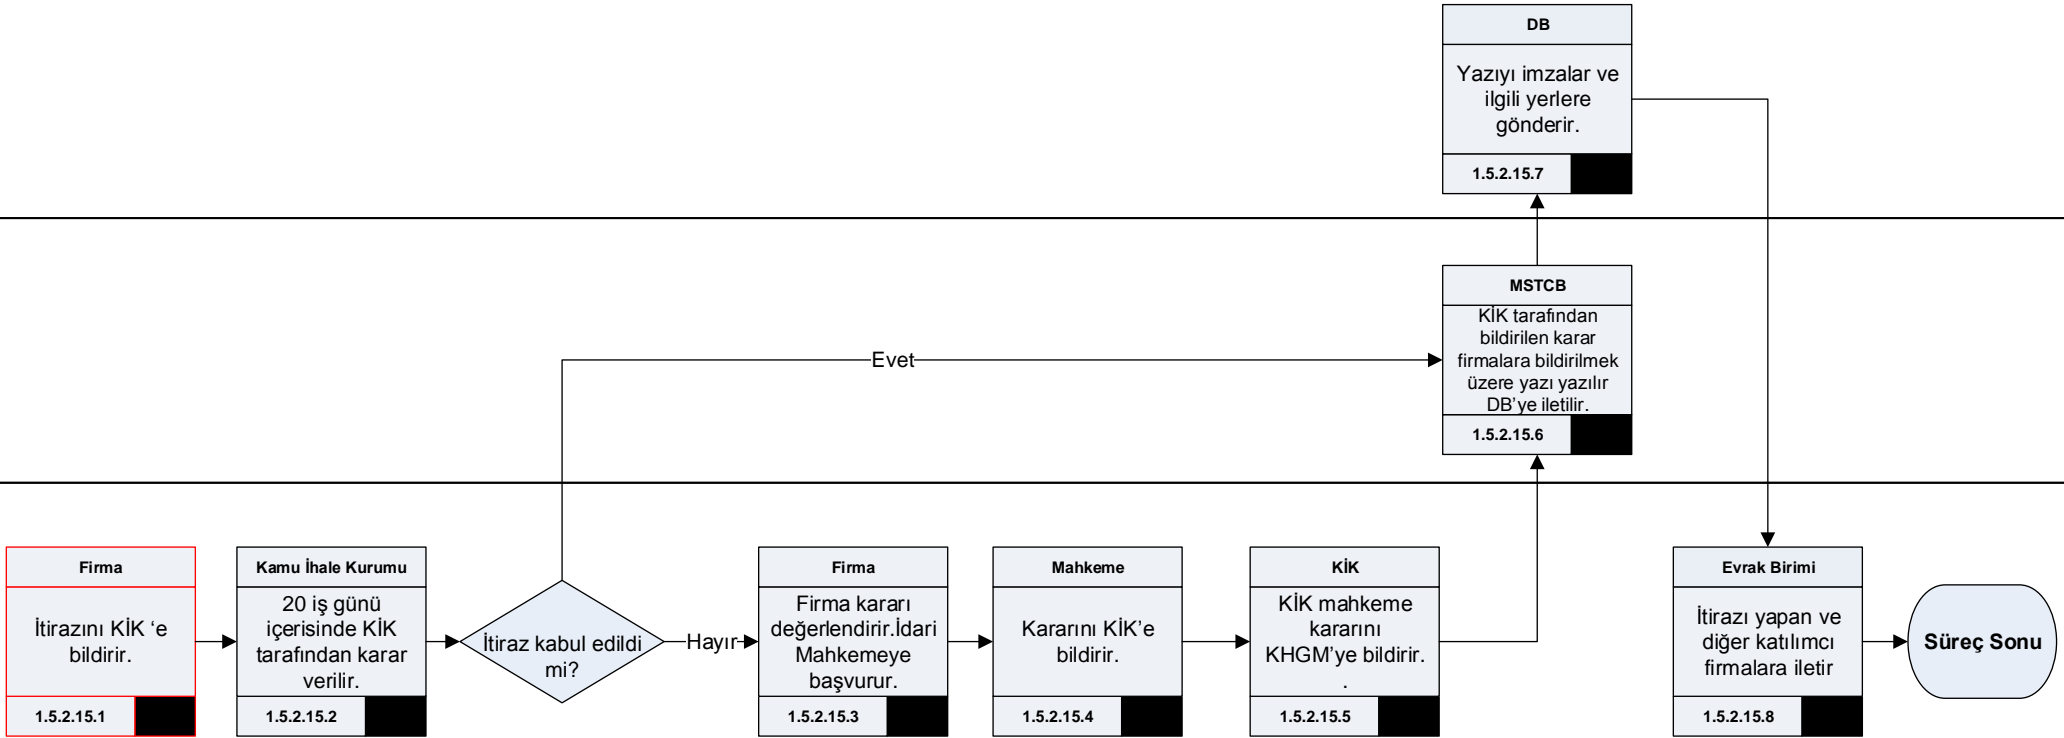 DB
Yazıyı imzalar ve
ilgili yerlere
gönderir.
1.5.2.15.7
MSTCB
KİK tarafından
bildirilen karar
firmalara bildirilmek
üzere yazı yazılır
DB’ye iletilir.
1.5.2.15.6
Evet
Firma
İtirazını KİK ‘e
bildirir.
1.5.2.15.1
Kamu İhale Kurumu
20 iş günü
içerisinde KİK
tarafından karar
verilir.
1.5.2.15.2
İtiraz kabul edildi
mi?
Hayır
Firma
Firma kararı
değerlendirir.İdari
Mahkemeye
başvurur.
1.5.2.15.3
Mahkeme
Kararını KİK’e
bildirir.
1.5.2.15.4
KİK
KİK mahkeme
kararını
KHGM’ye bildirir.
.
1.5.2.15.5
Evrak Birimi
İtirazı yapan ve
diğer katılımcı
firmalara iletir
1.5.2.15.8
Süreç Sonu